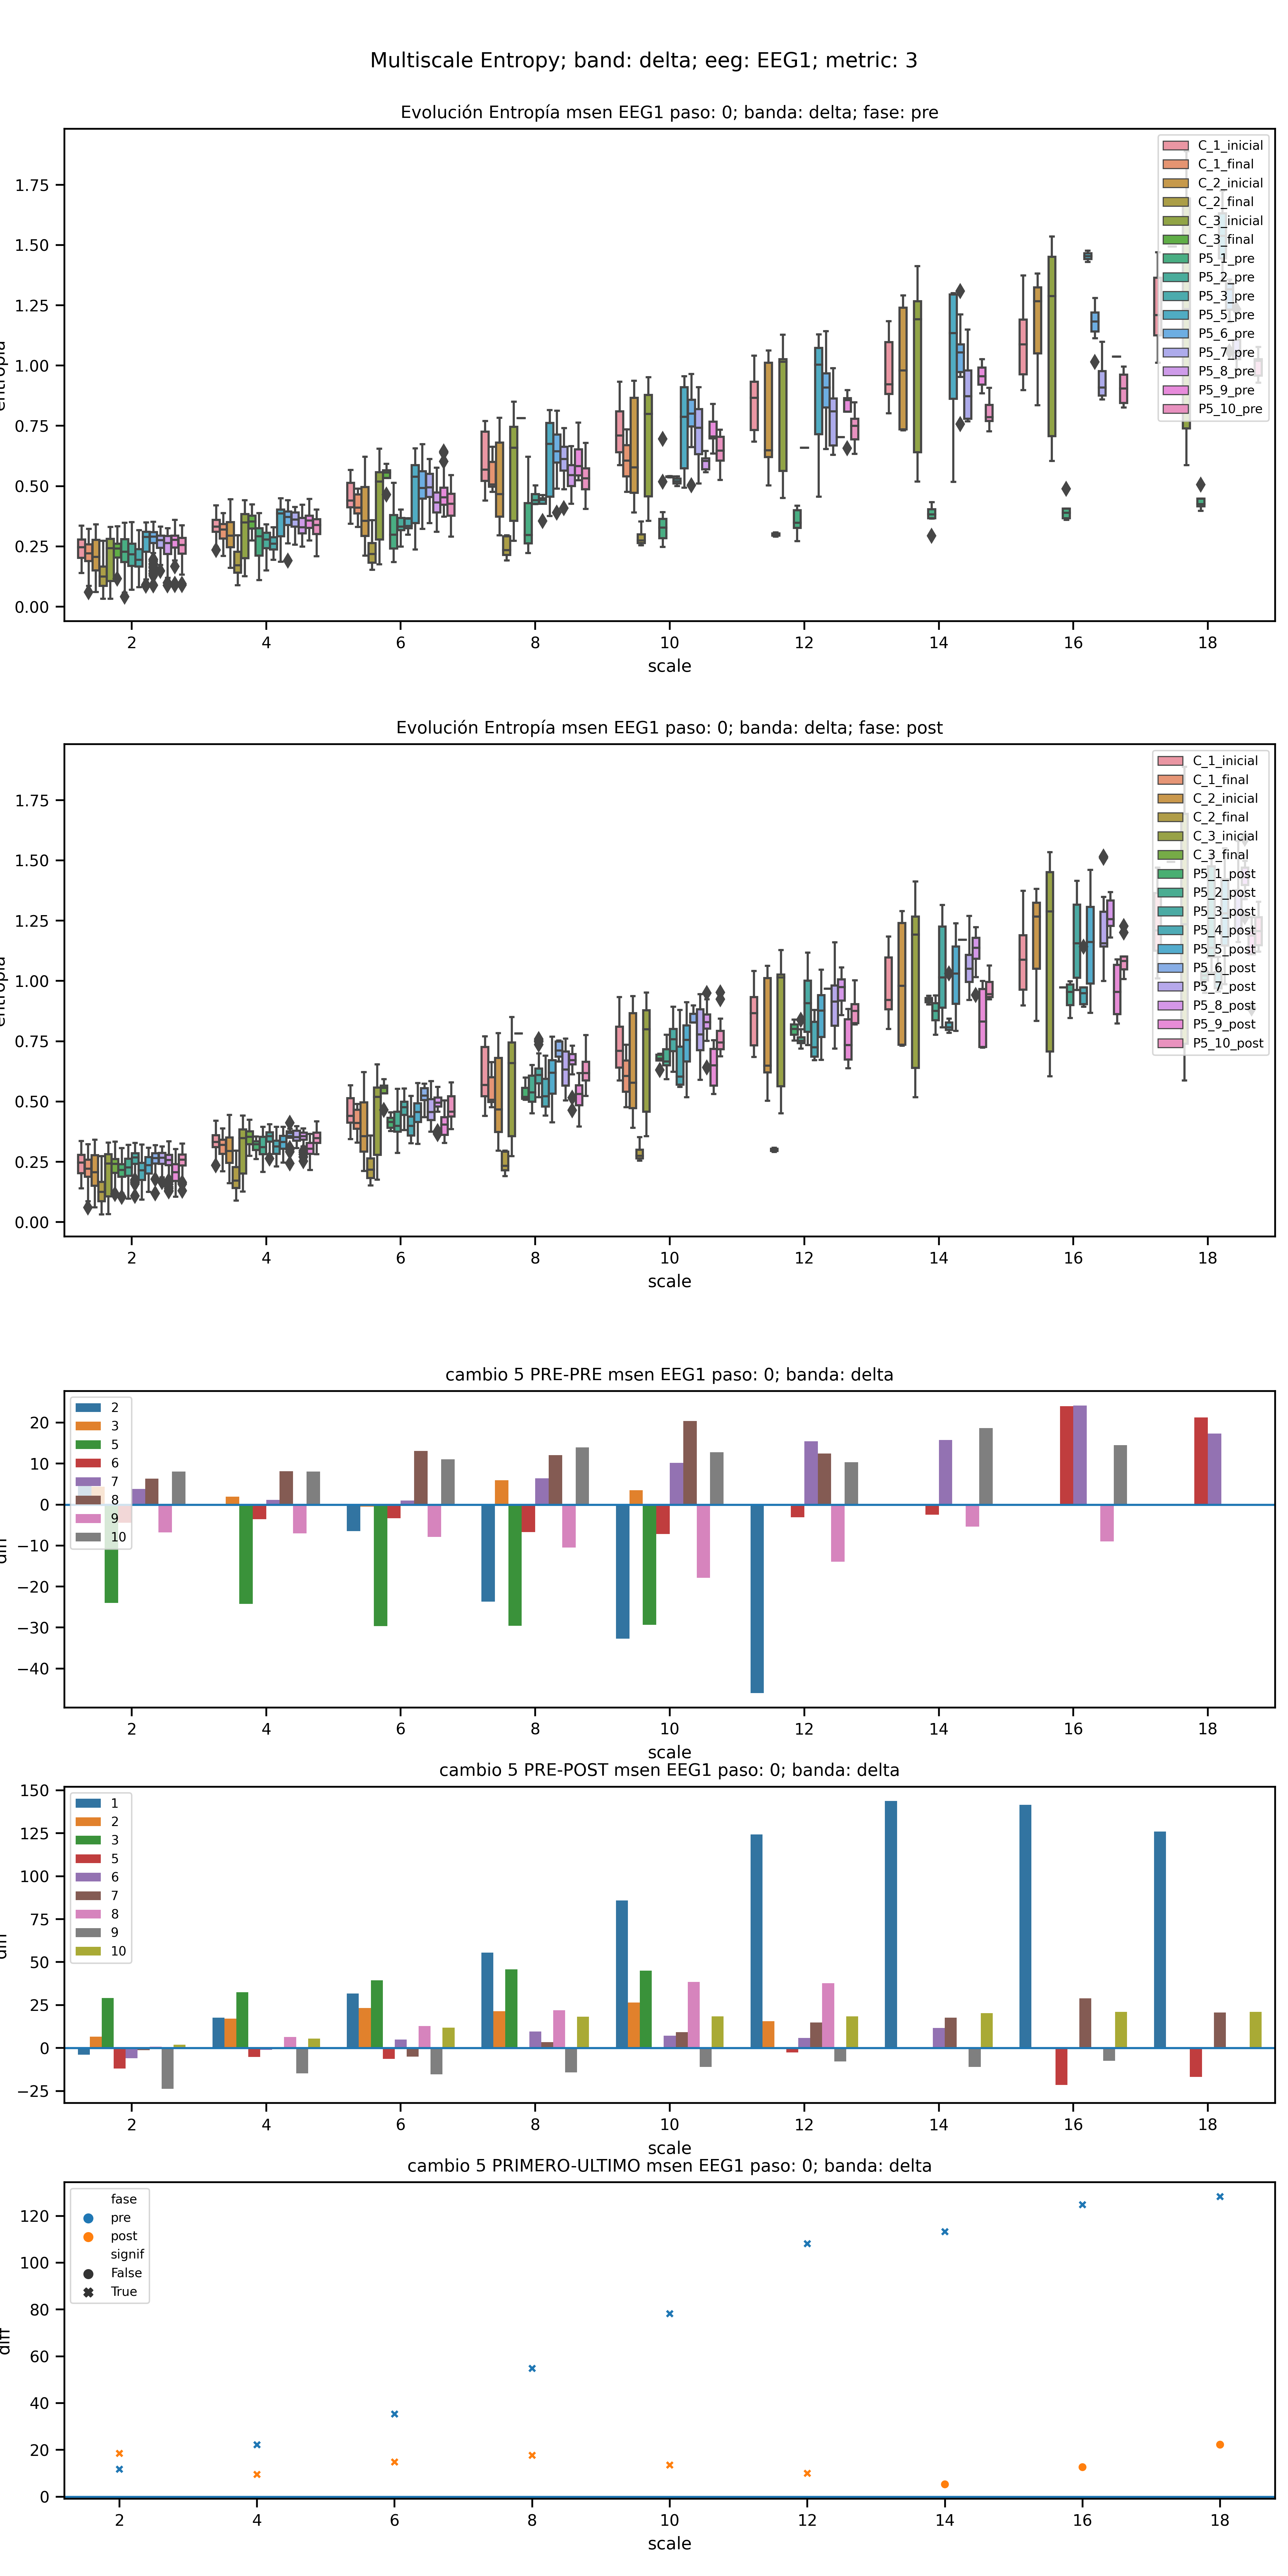 Multiscale Entropy; band: delta; eeg: EEG1; metric: 3
Evolución Entropía msen EEG1 paso: 0; banda: delta; fase: pre
C_1_inicial
C_1_final
C_2_inicial
C_2_final
C_3_inicial
C_3_final
P5_1_pre
P5_2_pre
P5_3_pre
P5_5_pre
P5_6_pre
P5_7_pre
P5_8_pre
P5_9_pre
P5_10_pre
1.75
1.50
1.25
1.00
0.75
0.50
0.25
0.00
2 4 6 8 10 12 14 16 18
scale
Evolución Entropía msen EEG1 paso: 0; banda: delta; fase: post
C_1_inicial
C_1_final
C_2_inicial
C_2_final
C_3_inicial
C_3_final
P5_1_post
P5_2_post
P5_3_post
P5_4_post
P5_5_post
P5_6_post
P5_7_post
P5_8_post
P5_9_post
P5_10_post
1.75
1.50
1.25
1.00
0.75
0.50
0.25
0.00
2 4 6 8 10 12 14 16 18
scale
cambio 5 PRE-PRE msen EEG1 paso: 0; banda: delta
2
3
5
6
7
8
9
10
20
10
0
−10
−20
−30
−40
2 4 6 8 10 12 14 16 18
scale
cambio 5 PRE-POST msen EEG1 paso: 0; banda: delta
1
2
3
5
6
7
8
9
10
150
125
100
75
50
25
0
−25
2 4 6 8 10 12 14 16 18
scale
cambio 5 PRIMERO-ULTIMO msen EEG1 paso: 0; banda: delta
fase
pre
post
signif
False
True
120
100
80
60
40
20
0
diff
2 4 6 8 10 12 14 16 18
scale